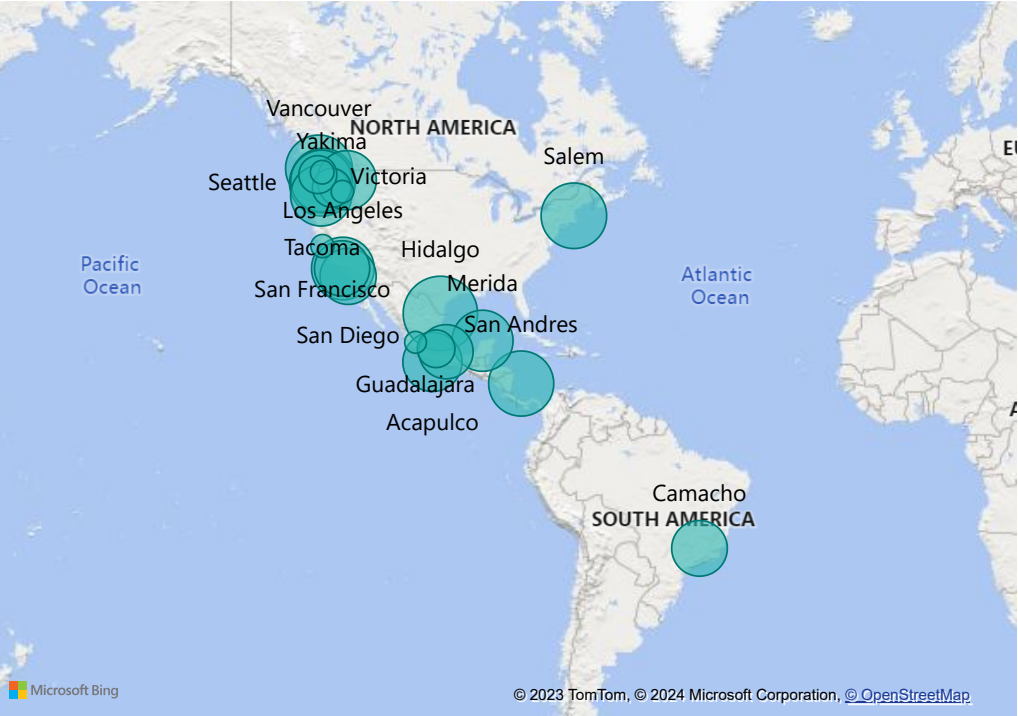 Vancouver
NORTH AMERICA
Yakima
Salem
Victoria
Seattle
Los Angeles
Tacoma
Hidalgo
Pacific
Ocean
Atlantic
Ocean
San Francisco
Merida
San Andres
San Diego
Guadalajara
Acapulco
Camacho
SOUTH AMERICA
EU
A
Microsoft Bing
© 2023 TomTom, © 2024 Microsoft Corporation, © OpenStreetMap